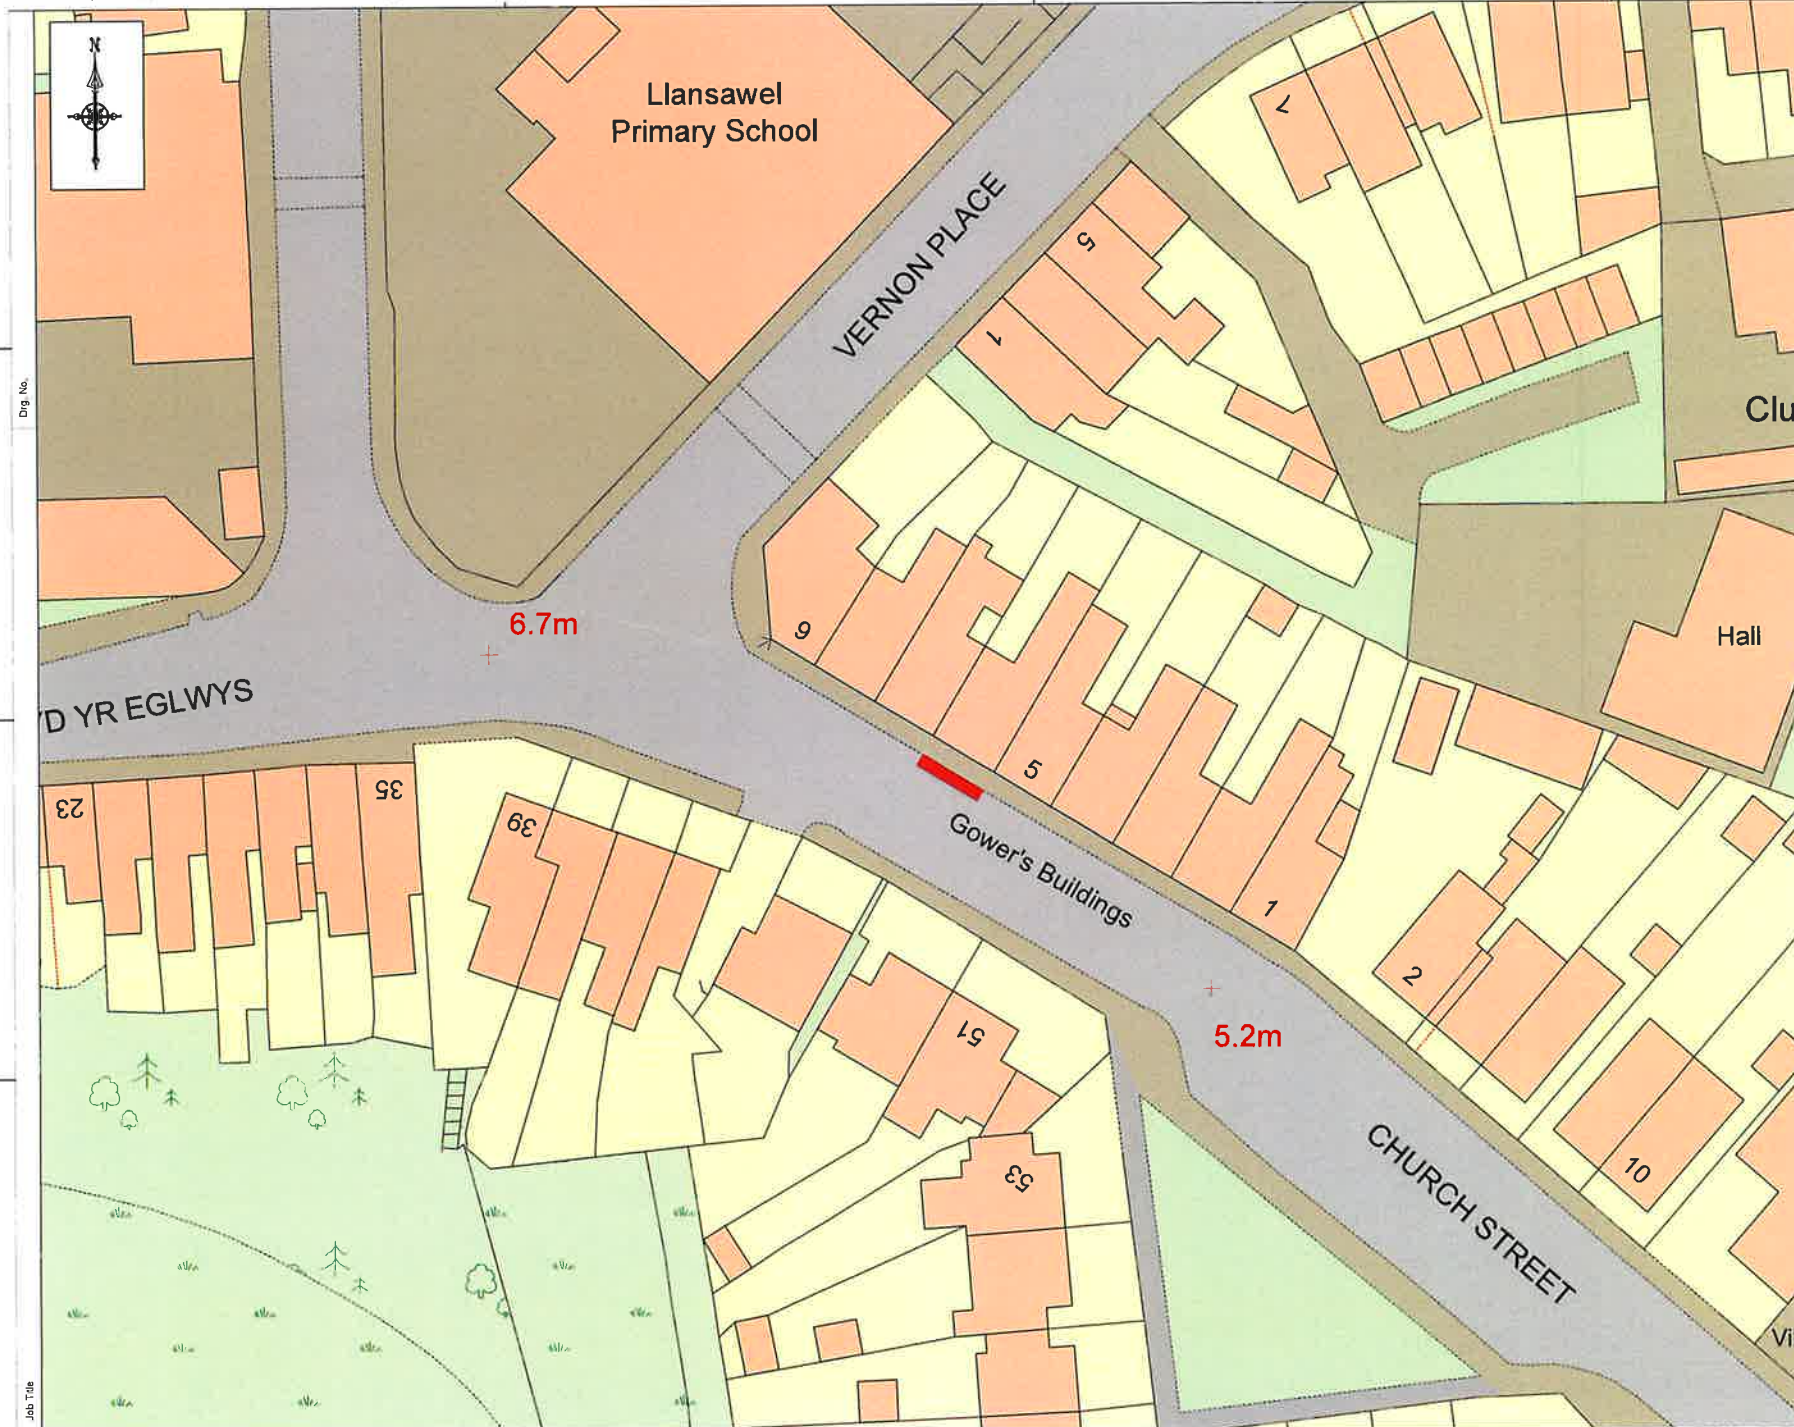 N
Llansawel
Primary School
7
VERNON PLACE
5
1
Drg. No.
Clu
Hall
6.7m
9
'D YR EGLWYS
5
23
35
39
Gower's Buildings
1
2
51
5.2m
53
10
CHURCH STREET
Vi
Job Title